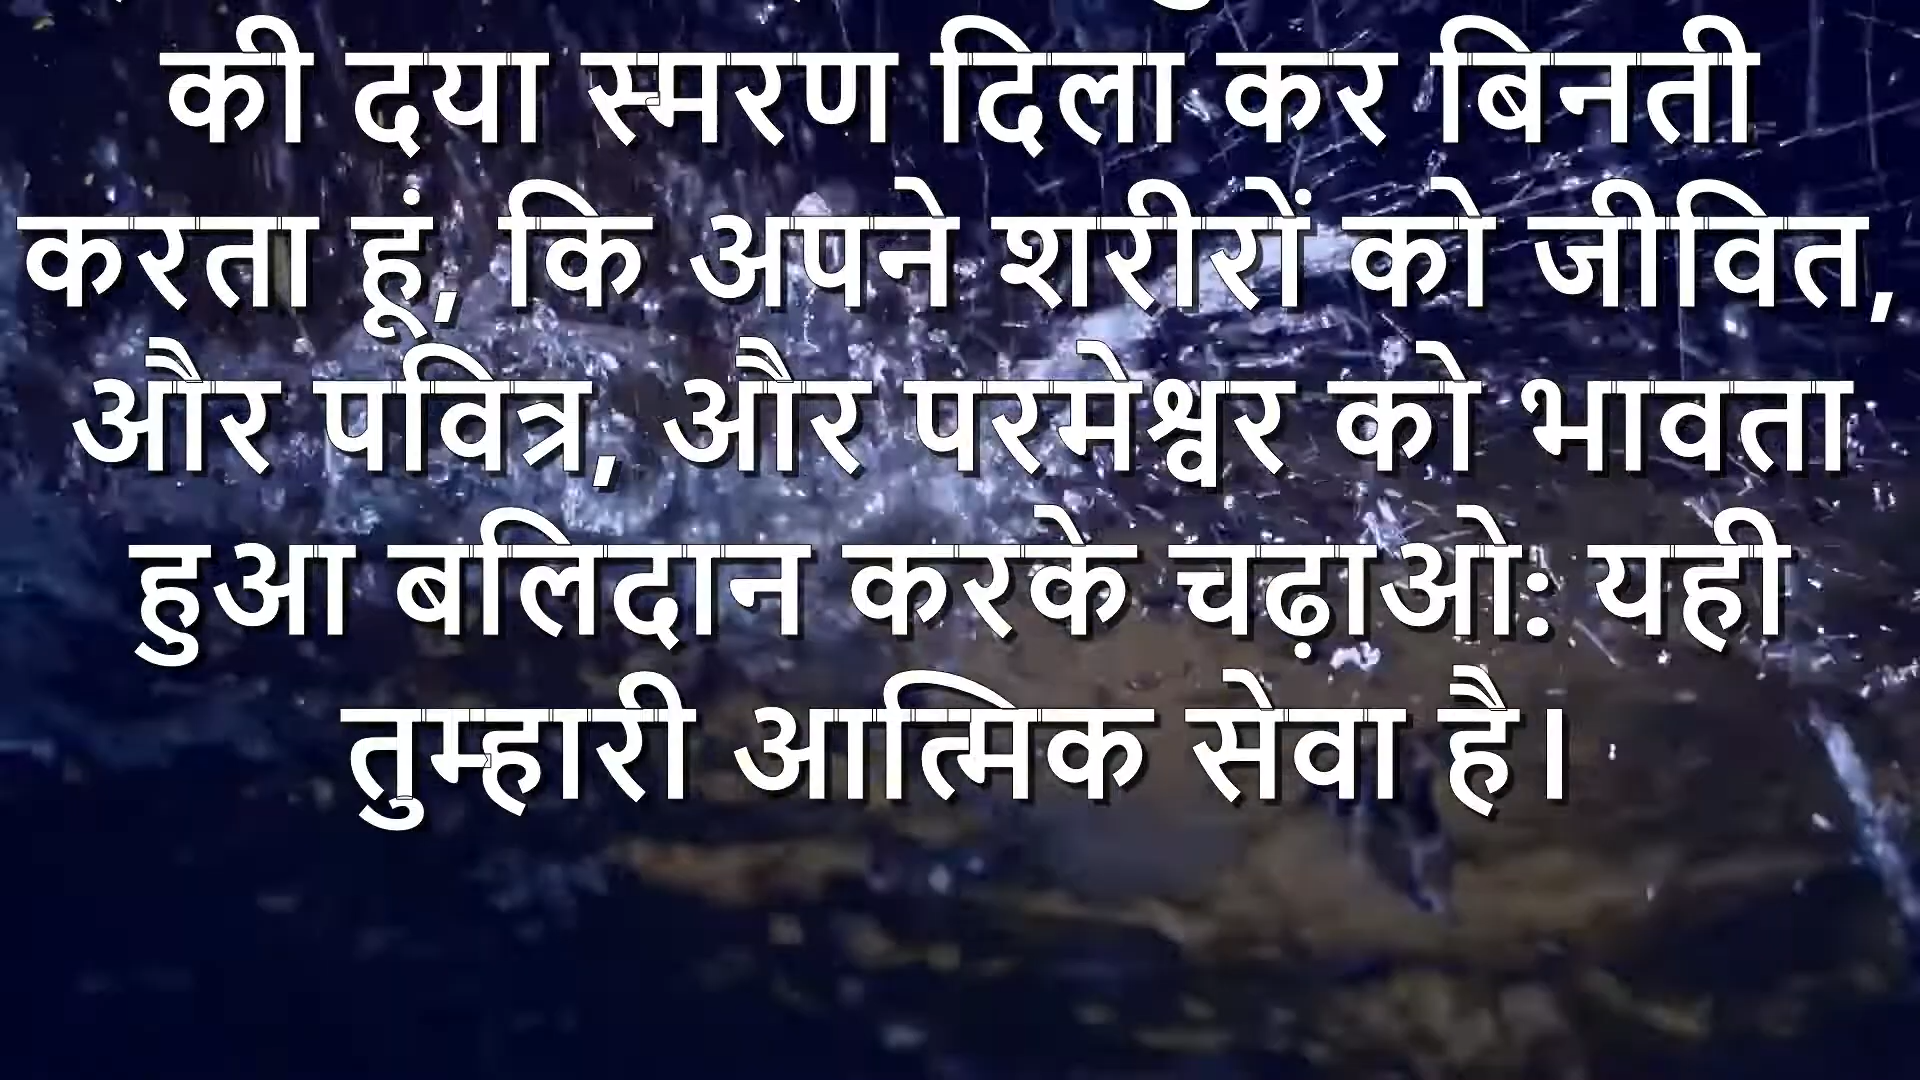 की दया स्मरण दिला कर बिनती
करता हूं, कि अपने शरीरों को जीवित,
और पवित्र, और परमेश्वर को भावता
हुआ बलिदान करके चढ़ाओ: यही
तुम्हारी आत्मिक सेवा है।